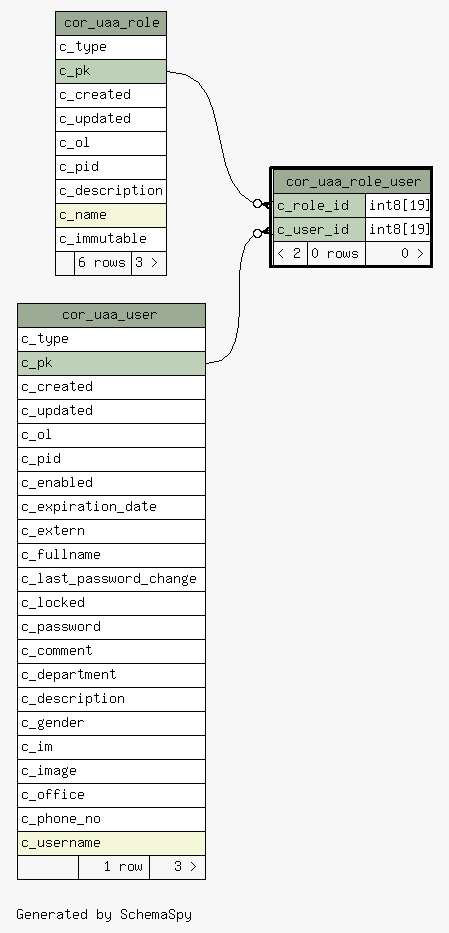 cor_uaa_role
c_type
c_pk
c_created
c_updated
c_ol
c_pid
c_description
c_name
c_immutable
6 rows 3 >
cor_uaa_role_user
c_role_id int8[19]
c_user_id int8[19]
< 2 0 rows 0 >
cor_uaa_user
c_type
c_pk
c_created
c_updated
c_ol
c_pid
c_enabled
c_expiration_date
c_extern
c_fullname
c_last_password_change
c_locked
c_password
c_comment
c_department
c_description
c_gender
c_im
c_image
c_office
c_phone_no
c_username
1 row 3 >
Generated by SchemaSpy